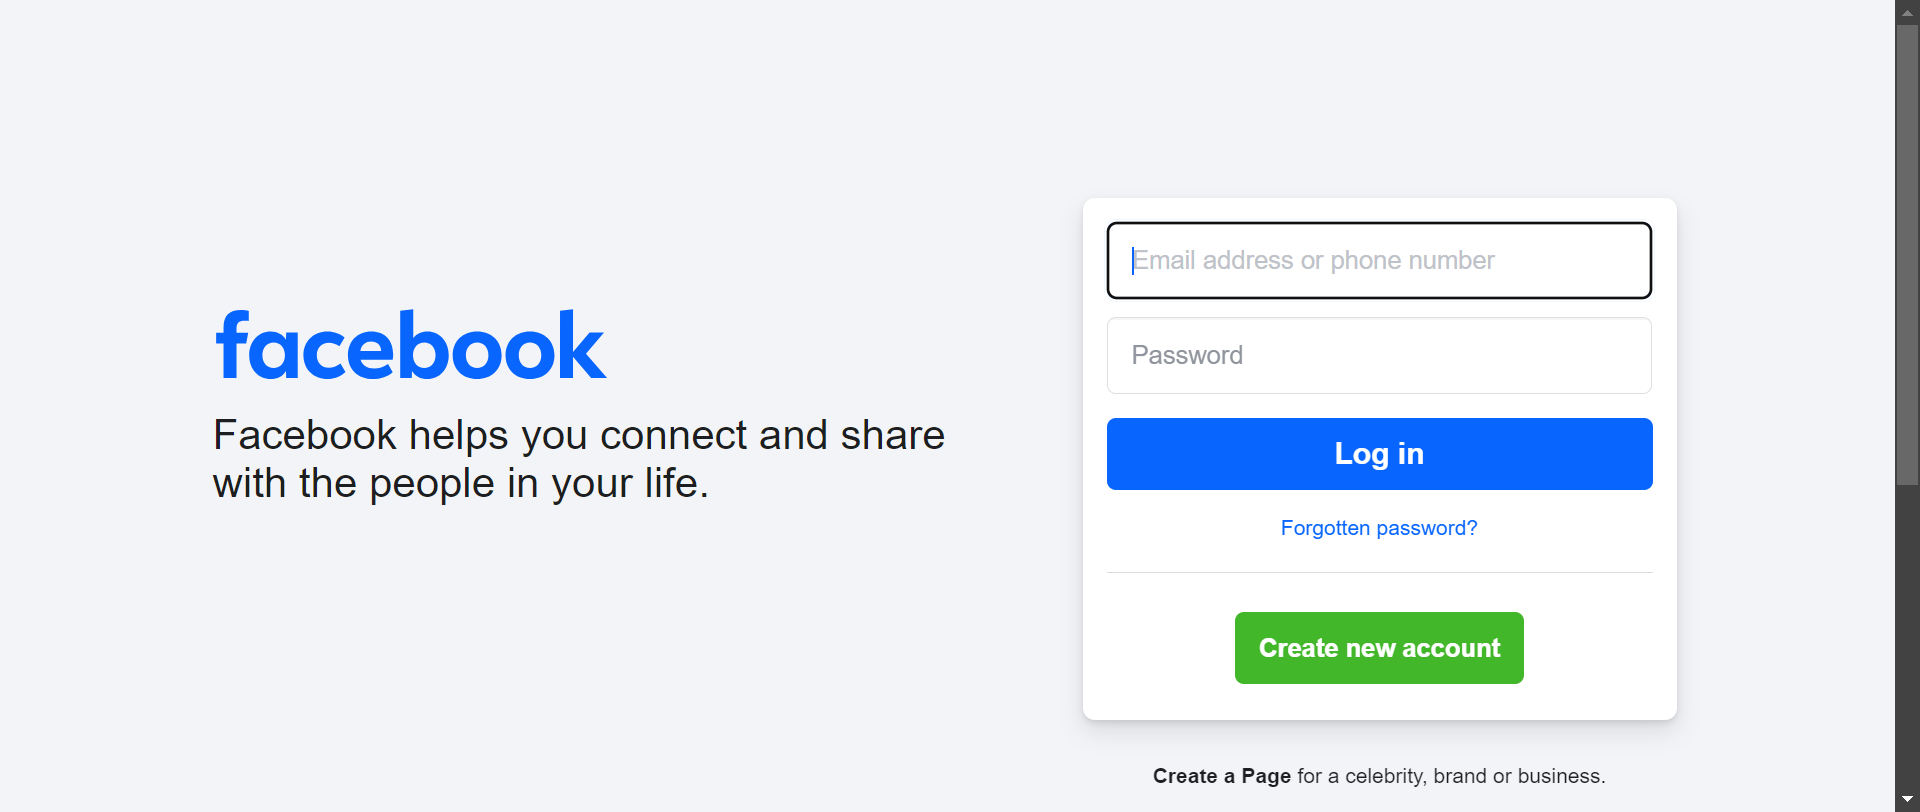 facebook
Facebook helps you connect and share
with the people in your life.
Email address or phone number
Password
Log in
Forgotten password?
Create new account
Create a Page for a celebrity, brand or business.